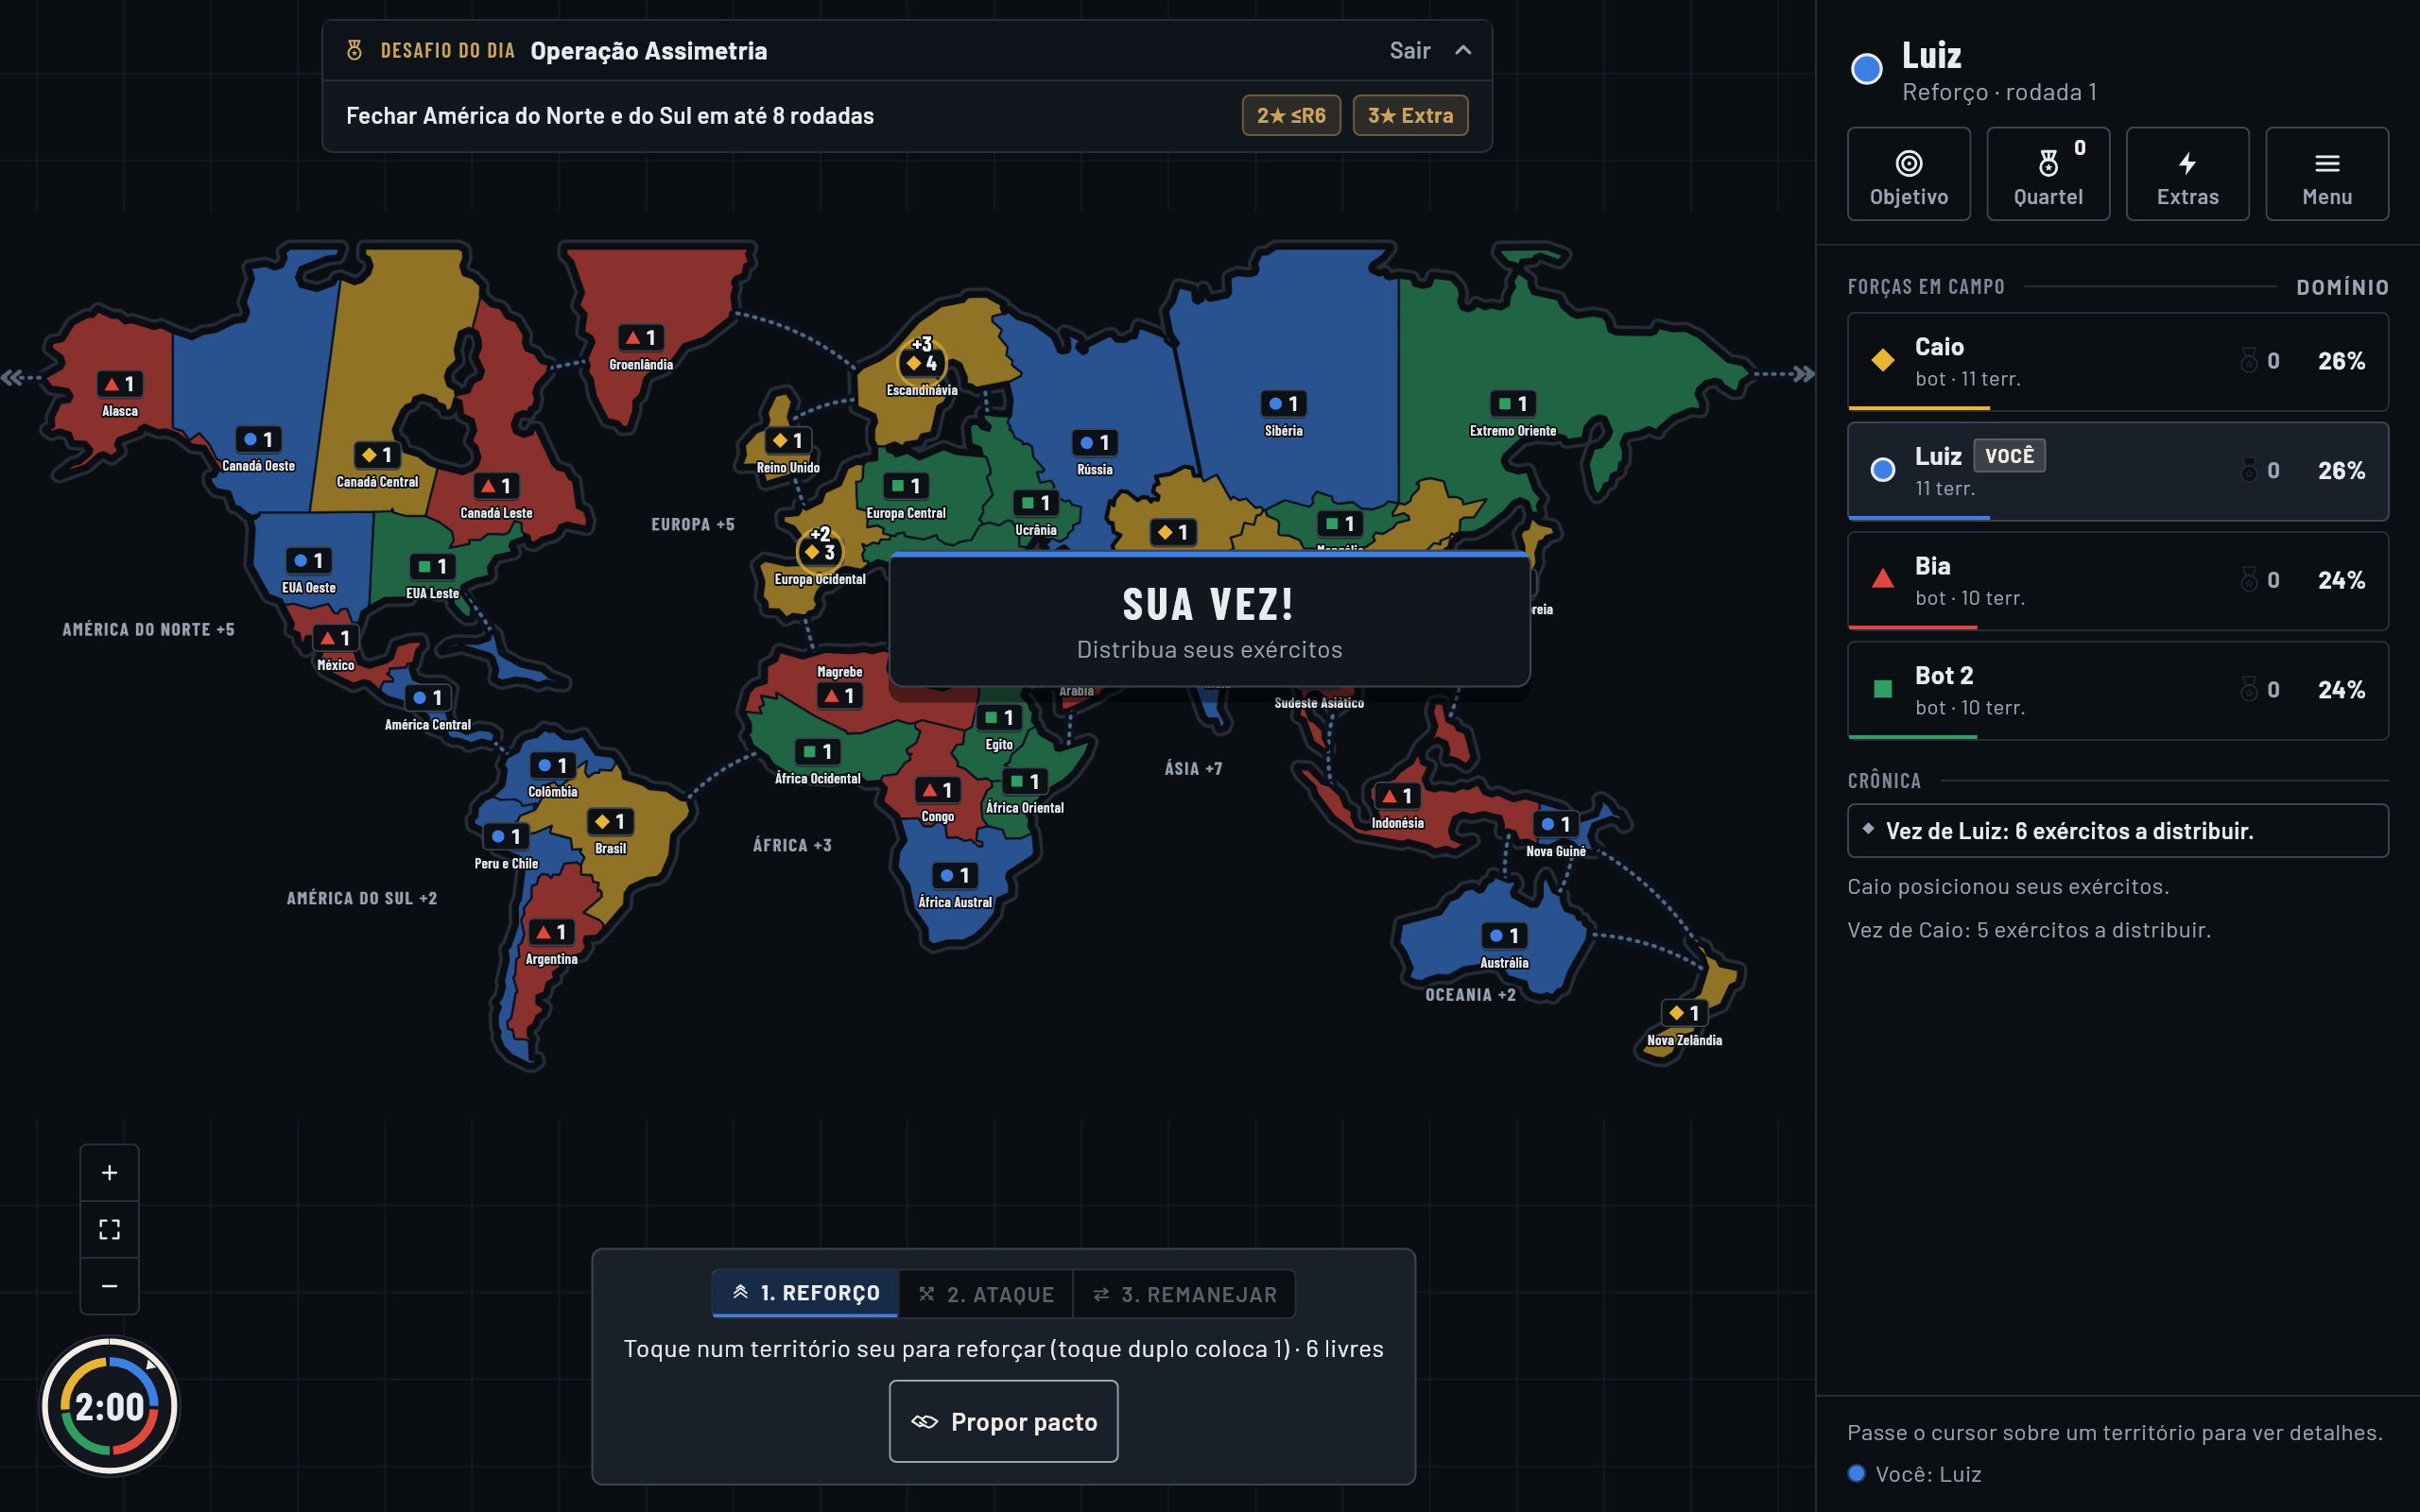 DESAFIO DO DIA Operação Assimetria Sair
Fechar América do Norte e do Sul em até 8 rodadas 2★ ≤R6 3★ Extra
Luiz
Reforço · rodada 1
Objetivo
0
Quartel
Extras
Menu
FORÇAS EM CAMPO DOMÍNIO
Caio
bot · 11 terr.
0 26%
Luiz VOCÊ
11 terr.
0 26%
Bia
bot · 10 terr.
0 24%
Bot 2
bot · 10 terr.
0 24%
CRÔNICA
Vez de Luiz: 6 exércitos a distribuir.
Caio posicionou seus exércitos.
Vez de Caio: 5 exércitos a distribuir.
1
Alasca
1
Canadá Oeste
1
Canadá Central
1
Canadá Leste
1
Groenlândia
1
EUA Oeste
1
EUA Leste
1
México
1
América Central
AMÉRICA DO NORTE +5
1
Colômbia
1
Peru e Chile
1
Brasil
1
Argentina
AMÉRICA DO SUL +2
EUROPA +5
+3
4
Escandinávia
1
Reino Unido
+2
3
Europa Ocidental
1
Europa Central
1
Ucrânia
1
Rússia
1
Sibéria
1
Extremo Oriente
1
1
SUA VEZ!
Distribua seus exércitos
Magrebe
1
1
África Ocidental
1
Egito
1
África Oriental
1
Congo
1
África Austral
ÁFRICA +3
Arábia
Sudeste Asiático
ÁSIA +7
1
Indonésia
1
Nova Guiné
1
Austrália
OCEANIA +2
1
Nova Zelândia
+
−
2:00
1. REFORÇO 2. ATAQUE 3. REMANEJAR
Toque num território seu para reforçar (toque duplo coloca 1) · 6 livres
Propor pacto
Passe o cursor sobre um território para ver detalhes.
Você: Luiz